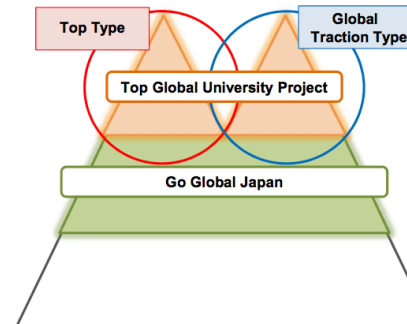 Top Type
Global
Traction Type
Top Global University Project
Go Global Japan